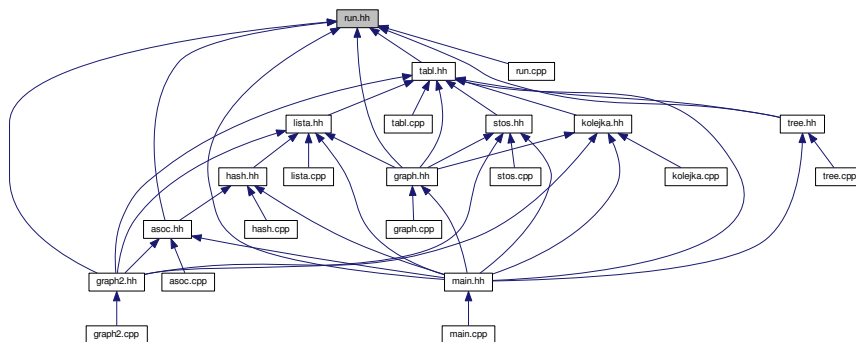 run.hh
tabl.hh
run.cpp
lista.hh
tabl.cpp
stos.hh
kolejka.hh
tree.hh
hash.hh
lista.cpp
graph.hh
stos.cpp
kolejka.cpp
tree.cpp
asoc.hh
hash.cpp
graph.cpp
graph2.hh
asoc.cpp
main.hh
graph2.cpp
main.cpp